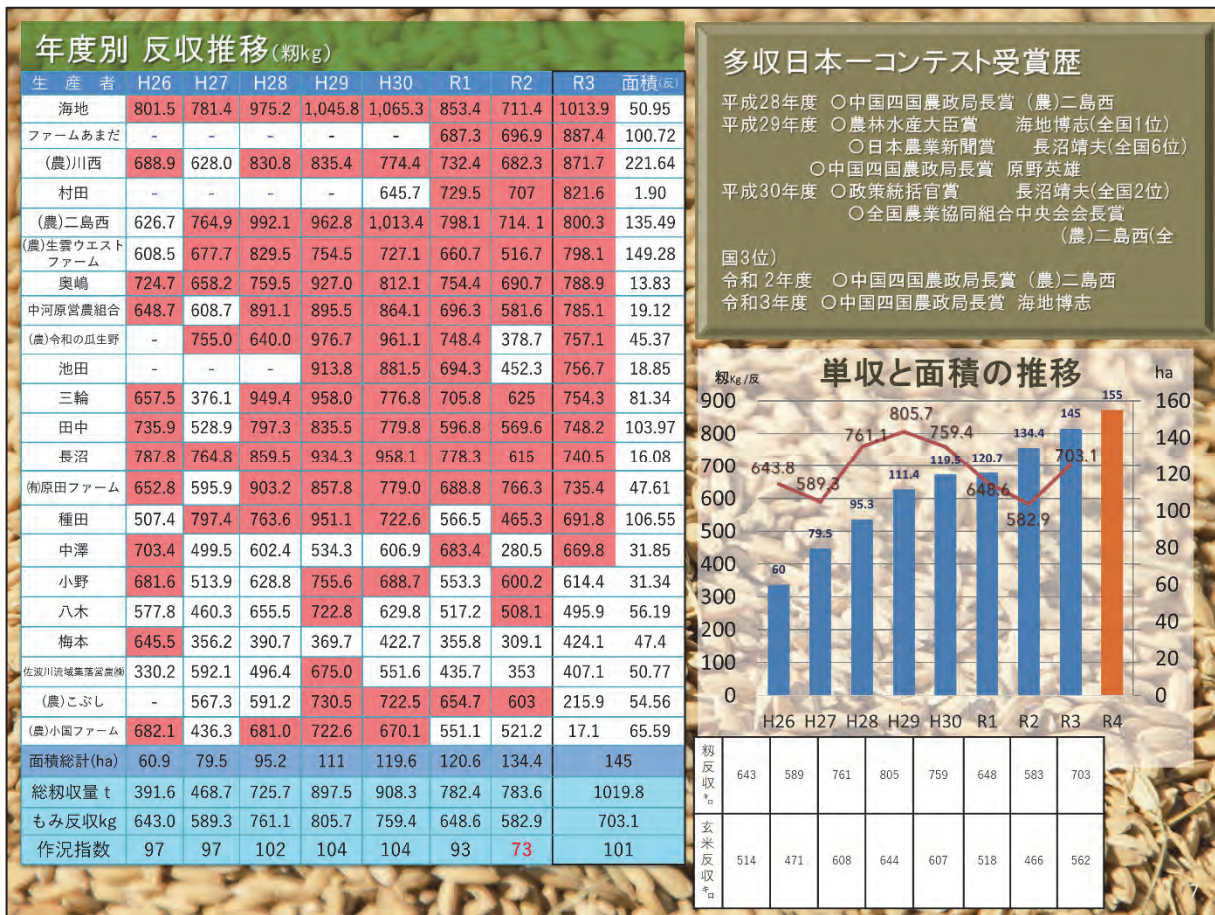 年度別 反収推移(籾kg)
生 産 者 H26 H27 H28 H29 H30 R1 R2 R3 面積(反)
海地 801.5 781.4 975.2 1,045.8 1,065.3 853.4 711.4 1013.9 50.95
ファームあまだ - - - - - 687.3 696.9 887.4 100.72
(農)川西 688.9 628.0 830.8 835.4 774.4 732.4 682.3 871.7 221.64
村田 - - - - 645.7 729.5 707 821.6 1.90
(農)二島西 626.7 764.9 992.1 962.8 1,013.4 798.1 714.1 800.3 135.49
(農)生雲ウエスト
ファーム 608.5 677.7 829.5 754.5 727.1 660.7 516.7 798.1 149.28
奥嶋 724.7 658.2 759.5 927.0 812.1 754.4 690.7 788.9 13.83
中河原営農組合 648.7 608.7 891.1 895.5 864.1 696.3 581.6 785.1 19.12
(農)令和の瓜生野 - 755.0 640.0 976.7 961.1 748.4 378.7 757.1 45.37
池田 - - - 913.8 881.5 694.3 452.3 756.7 18.85
三輪 657.5 376.1 949.4 958.0 776.8 705.8 625 754.3 81.34
田中 735.9 528.9 797.3 835.5 779.8 596.8 569.6 748.2 103.97
長沼 787.8 764.8 859.5 934.3 958.1 778.3 615 740.5 16.08
㈲原田ファーム 652.8 595.9 903.2 857.8 779.0 688.8 766.3 735.4 47.61
種田 507.4 797.4 763.6 951.1 722.6 566.5 465.3 691.8 106.55
中澤 703.4 499.5 602.4 534.3 606.9 683.4 280.5 669.8 31.85
小野 681.6 513.9 628.8 755.6 688.7 553.3 600.2 614.4 31.34
八木 577.8 460.3 655.5 722.8 629.8 517.2 508.1 495.9 56.19
梅本 645.5 356.2 390.7 369.7 422.7 355.8 309.1 424.1 47.4
佐波川流域集落営農㈱ 330.2 592.1 496.4 675.0 551.6 435.7 353 407.1 50.77
(農)こぶし - 567.3 591.2 730.5 722.5 654.7 603 215.9 54.56
(農)小国ファーム 682.1 436.3 681.0 722.6 670.1 551.1 521.2 17.1 65.59
面積総計(ha) 60.9 79.5 95.2 111 119.6 120.6 134.4 145
総籾収量 t 391.6 468.7 725.7 897.5 908.3 782.4 783.6 1019.8
もみ反収kg 643.0 589.3 761.1 805.7 759.4 648.6 582.9 703.1
作況指数 97 97 102 104 104 93 73 101
多収日本一コンテスト受賞歴
平成28年度 〇中国四国農政局長賞 (農)二島西
平成29年度 〇農林水産大臣賞 海地博志(全国1位)
〇日本農業新聞賞 長沼靖夫(全国6位)
〇中国四国農政局長賞 原野英雄
平成30年度 〇政策統括官賞 長沼靖夫(全国2位)
〇全国農業協同組合中央会会長賞
(農)二島西(全
国3位)
令和 2年度 〇中国四国農政局長賞 (農)二島西
令和3年度 〇中国四国農政局長賞 海地博志
単収と面積の推移
籾Kg/反
ha
900 800 700 600 500 400 300 200 100 0
160 140 120 100 80 60 40 20 0
643.8 589.3 761.1 805.7 759.4 648.6 582.9 703.1
60 79.5 95.3 111.4 119.5 120.7 134.4 145 155
H26 H27 H28 H29 H30 R1 R2 R3 R4
籾反収㌔ 643 589 761 805 759 648 583 703
玄米反収㌔ 514 471 608 644 607 518 466 562
7